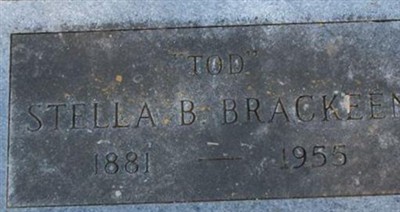 "TOD"
STELLA B BRACKEEN
1881 — 1955